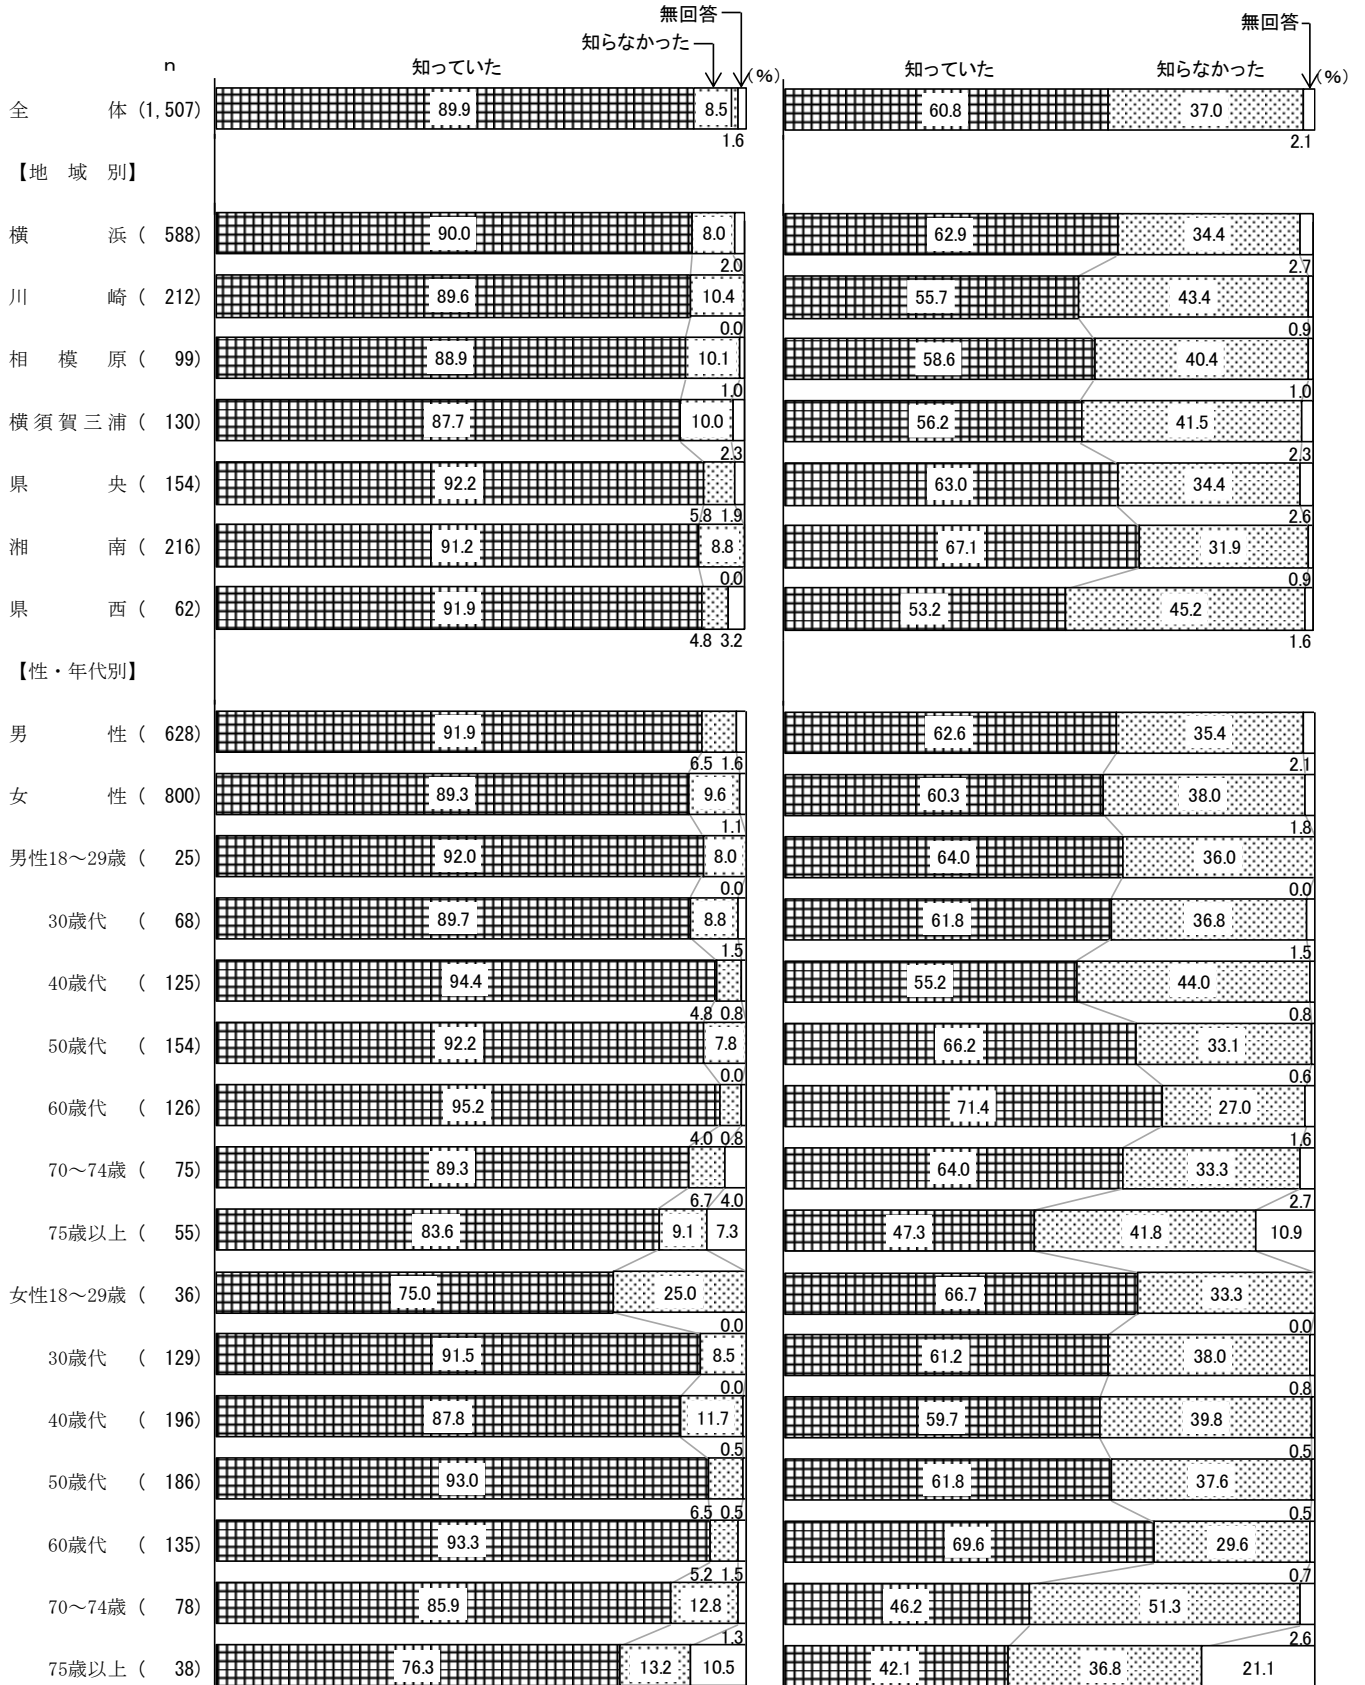 無回答
無回答
知らなかった
n 知っていた (%) 知っていた 知らなかった (%)
全体 (1,507) 89.9 8.5 60.8 37.0
1.6 2.1
【地 域 別】
横浜 ( 588) 90.0 8.0 62.9 34.4
2.0 2.7
川崎 ( 212) 89.6 10.4 55.7 43.4
0.0 0.9
相模原 ( 99) 88.9 10.1 58.6 40.4
1.0 1.0
横須賀三浦 ( 130) 87.7 10.0 56.2 41.5
2.3 2.3
県央 ( 154) 92.2 63.0 34.4
5.8 1.9 2.6
湘南 ( 216) 91.2 8.8 67.1 31.9
0.0 0.9
県西 ( 62) 91.9 53.2 45.2
4.8 3.2 1.6
【性・年代別】
男性 ( 628) 91.9 62.6 35.4
6.5 1.6 2.1
女性 ( 800) 89.3 9.6 60.3 38.0
1.1 1.8
男性18～29歳 ( 25) 92.0 8.0 64.0 36.0
0.0 0.0
30歳代 ( 68) 89.7 8.8 61.8 36.8
1.5 1.5
40歳代 ( 125) 94.4 55.2 44.0
4.8 0.8 0.8
50歳代 ( 154) 92.2 7.8 66.2 33.1
0.0 0.6
60歳代 ( 126) 95.2 71.4 27.0
4.0 0.8 1.6
70～74歳 ( 75) 89.3 64.0 33.3
6.7 4.0 2.7
75歳以上 ( 55) 83.6 9.1 7.3 47.3 41.8 10.9
女性18～29歳 ( 36) 75.0 25.0 66.7 33.3
0.0 0.0
30歳代 ( 129) 91.5 8.5 61.2 38.0
0.0 0.8
40歳代 ( 196) 87.8 11.7 59.7 39.8
0.5 0.5
50歳代 ( 186) 93.0 61.8 37.6
6.5 0.5 0.5
60歳代 ( 135) 93.3 69.6 29.6
5.2 1.5 0.7
70～74歳 ( 78) 85.9 12.8 46.2 51.3
1.3 2.6
75歳以上 ( 38) 76.3 13.2 10.5 42.1 36.8 21.1